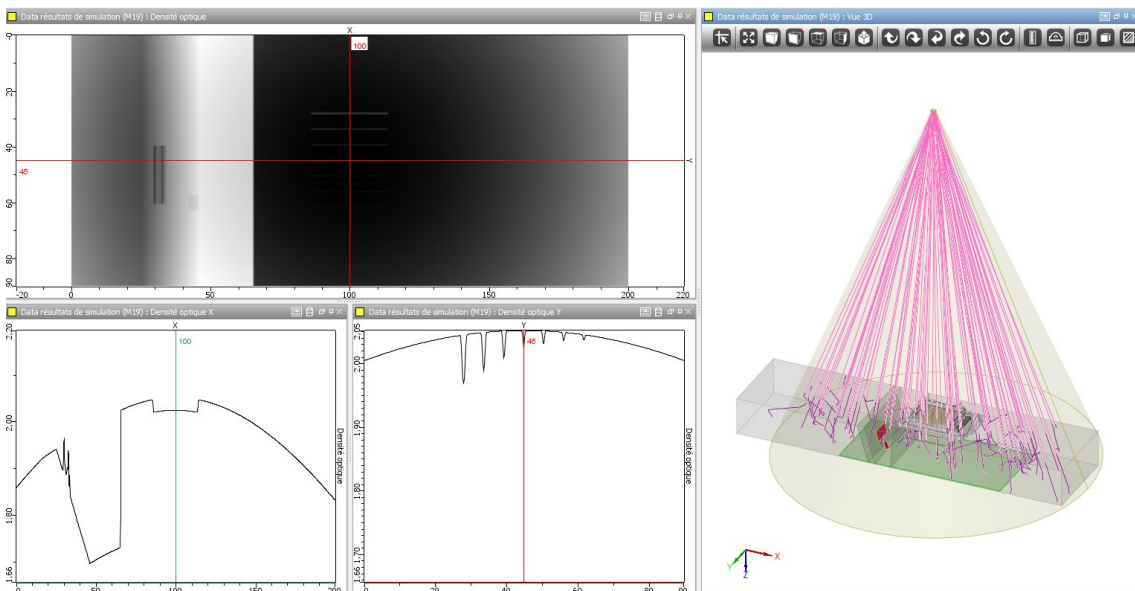 Data résultats de simulation (M19) : Densité optique
X
100
0
20
40
45
60
80
90
Y
-20
0
50
100
150
200
220
Data résultats de simulation (M19) : Densité optique X
X
100
2.20
2.00
1.80
1.66
Densité optique
0
100
200
Data résultats de simulation (M19) : Densité optique Y
Y
45
2.05
2.00
1.90
1.80
1.70
1.66
Densité optique
0
20
40
60
80
90
Data résultats de simulation (M19) : Vue 3D
X
Y
Z